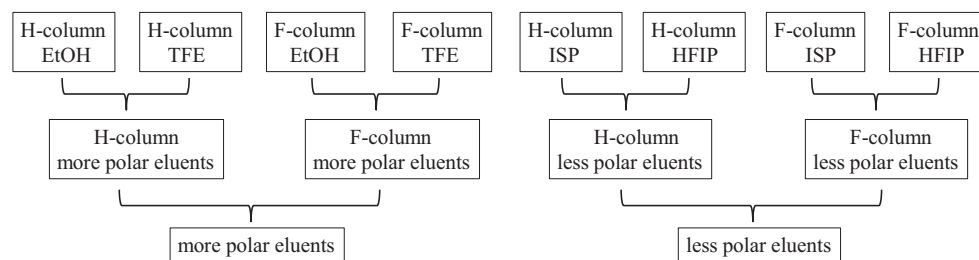 H-column
EtOH
H-column
TFE
F-column
EtOH
F-column
TFE
H-column
ISP
H-column
HFIP
F-column
ISP
F-column
HFIP
H-column
more polar eluents
F-column
more polar eluents
H-column
less polar eluents
F-column
less polar eluents
more polar eluents
less polar eluents